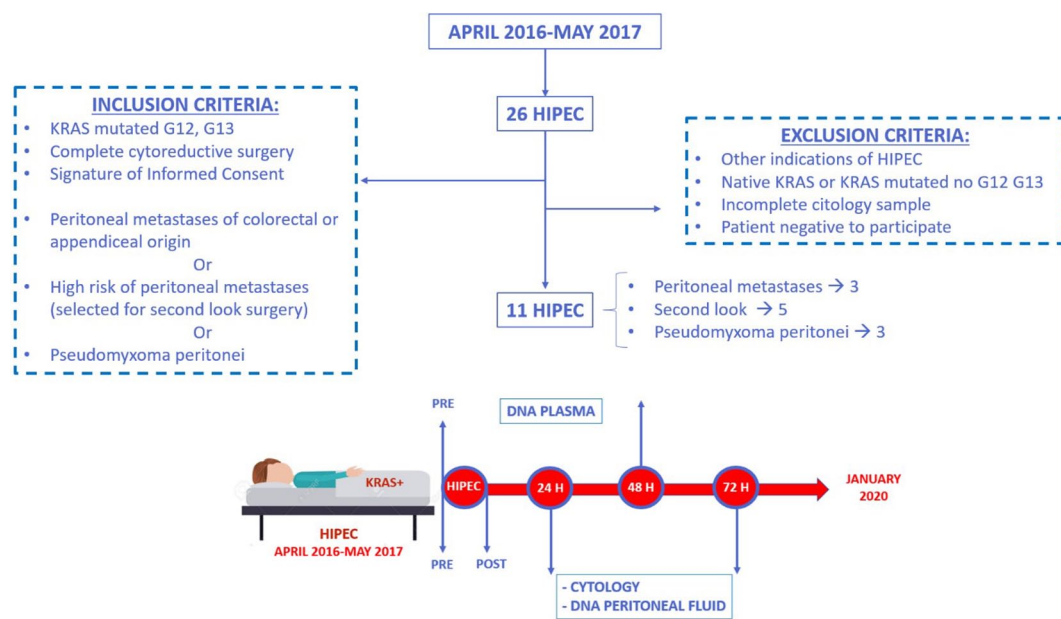 APRIL 2016-MAY 2017
26 HIPEC
INCLUSION CRITERIA:
• KRAS mutated G12, G13
• Complete cytoreductive surgery
• Signature of Informed Consent
• Peritoneal metastases of colorectal or
appendiceal origin
Or
• High risk of peritoneal metastases
(selected for second look surgery)
Or
• Pseudomyxoma peritonei
EXCLUSION CRITERIA:
• Other indications of HIPEC
• Native KRAS or KRAS mutated no G12 G13
• Incomplete citology sample
• Patient negative to participate
11 HIPEC
• Peritoneal metastases → 3
• Second look → 5
• Pseudomyxoma peritonei → 3
PRE
DNA PLASMA
KRAS+
HIPEC
24 H
48 H
72 H
JANUARY
2020
HIPEC
APRIL 2016-MAY 2017
PRE
POST
- CYTOLOGY
- DNA PERITONEAL FLUID